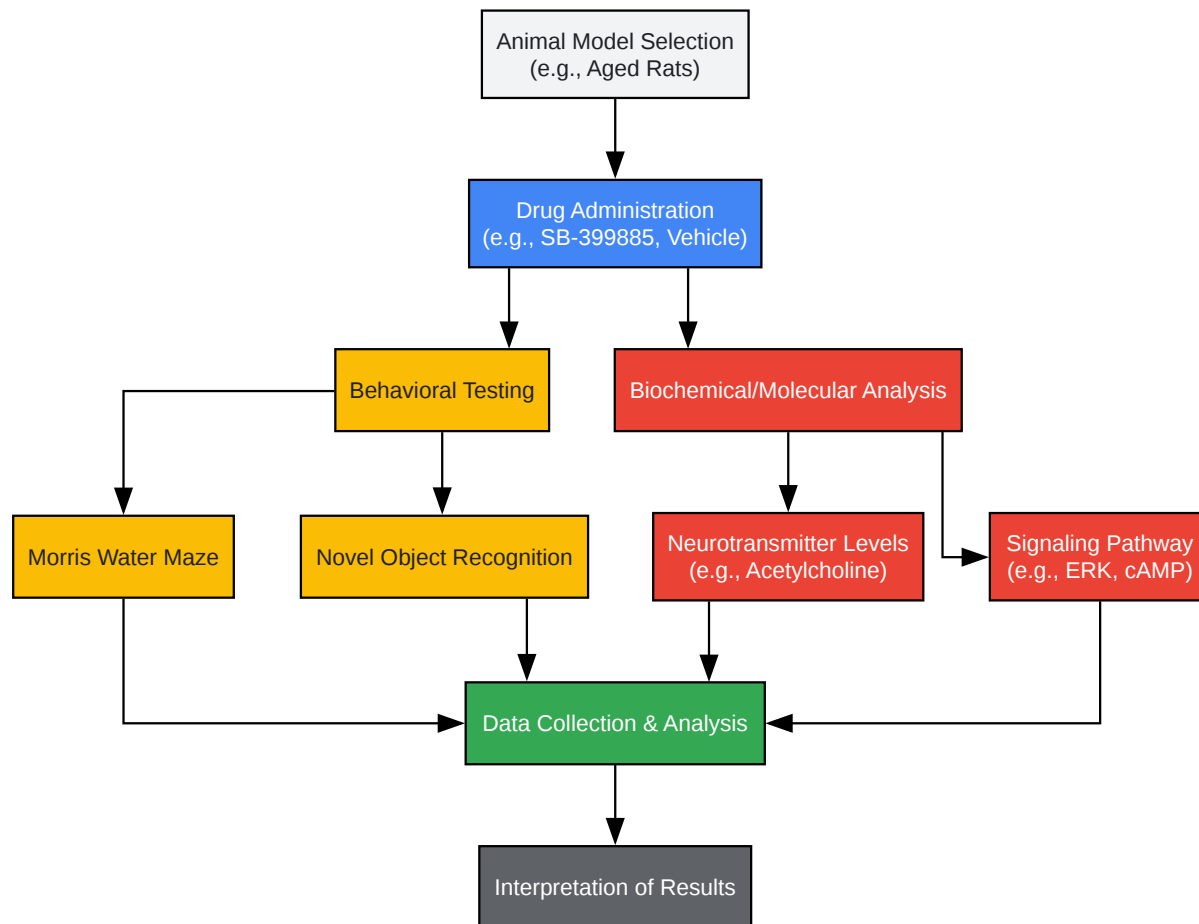 Animal Model Selection
(e.g., Aged Rats)
Drug Administration
(e.g., SB-399885, Vehicle)
Behavioral Testing
Biochemical/Molecular Analysis
Morris Water Maze
Novel Object Recognition
Neurotransmitter Levels
(e.g., Acetylcholine)
Signaling Pathway
(e.g., ERK, cAMP)
Data Collection & Analysis
Interpretation of Results